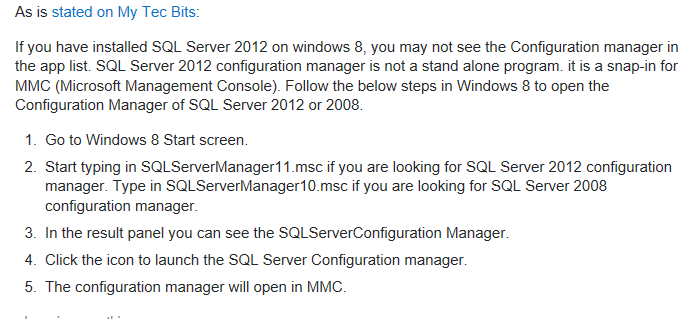 As is stated on My Tec Bits:
If you have installed SQL Server 2012 on windows 8, you may not see the Configuration manager in
the app list. SQL Server 2012 configuration manager is not a stand alone program. it is a snap-in for
MMC (Microsoft Management Console). Follow the below steps in Windows 8 to open the
Configuration Manager of SQL Server 2012 or 2008.
1. Go to Windows 8 Start screen.
2. Start typing in SQLServerManager11.msc if you are looking for SQL Server 2012 configuration
manager. Type in SQLServerManager10.msc if you are looking for SQL Server 2008
configuration manager.
3. In the result panel you can see the SQLServerConfiguration Manager.
4. Click the icon to launch the SQL Server Configuration manager.
5. The configuration manager will open in MMC.